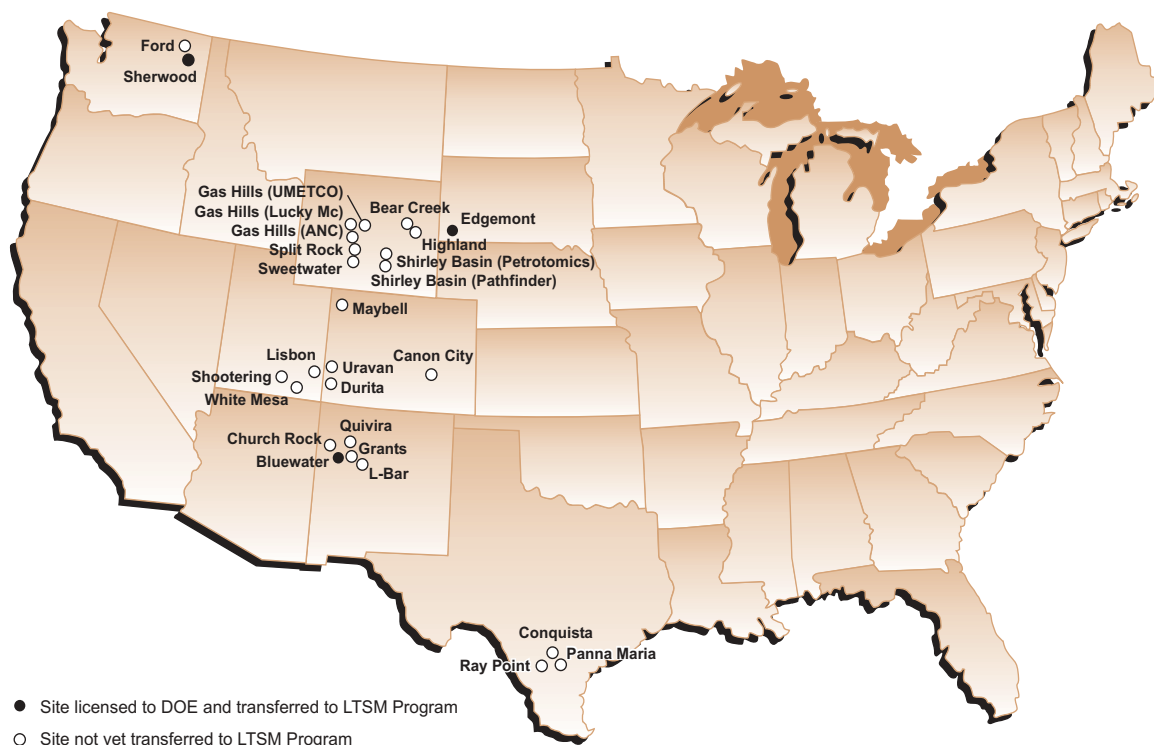 Ford
Sherwood
Gas Hills (UMETCO)
Gas Hills (Lucky Mc)
Gas Hills (ANC)
Split Rock
Sweetwater
Bear Creek
Highland
Edgemont
Shirley Basin (Petrotomics)
Shirley Basin (Pathfinder)
Maybell
Lisbon
Uravan
Canon City
Shootering
Durita
White Mesa
Quivira
Church Rock
Grants
Bluewater
L-Bar
Conquista
Panna Maria
Ray Point
Site licensed to DOE and transferred to LTSM Program
Site not yet transferred to LTSM Program